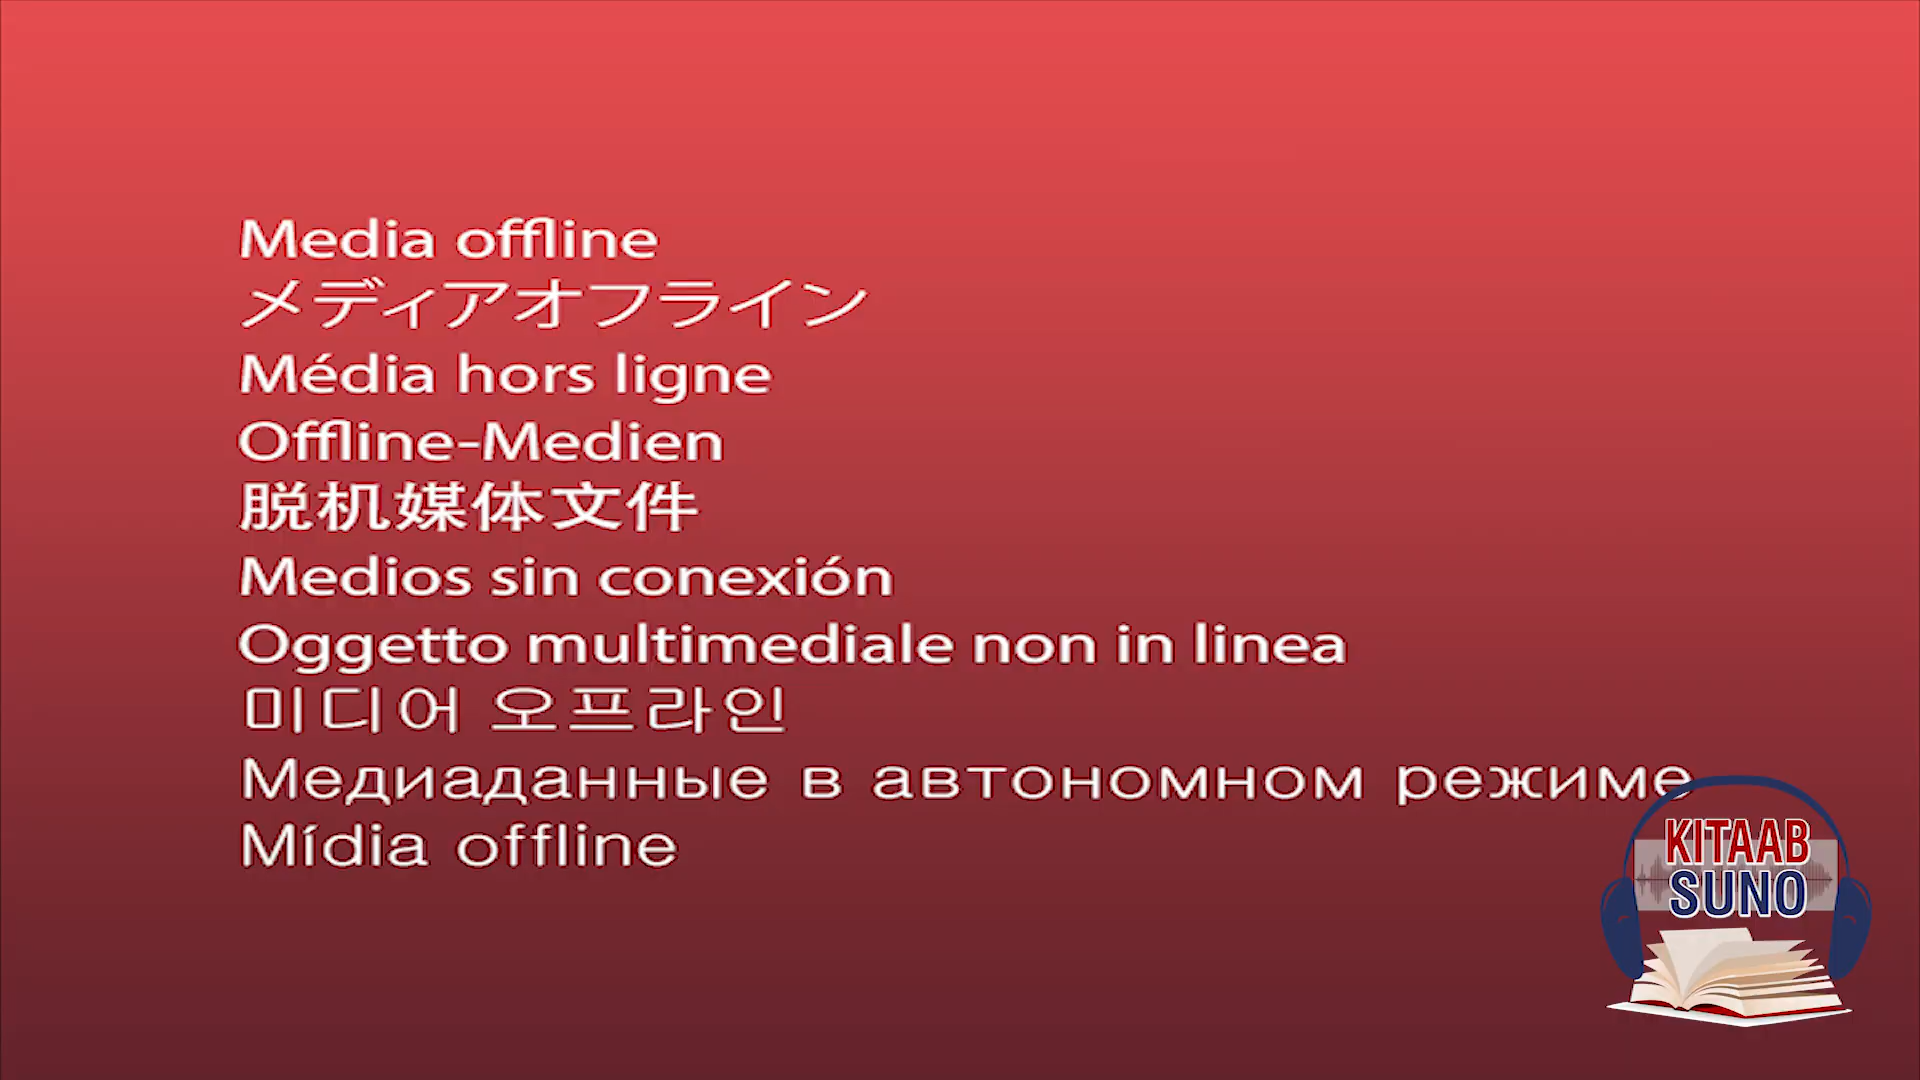 Media offline
メディアオフライン
Média hors ligne
Offline-Medien
脱机媒体文件
Medios sin conexión
Oggetto multimediale non in linea
미디어 오프라인
Медиаданные в автономном режиме
Mídia offline
KITAAB
SUNO